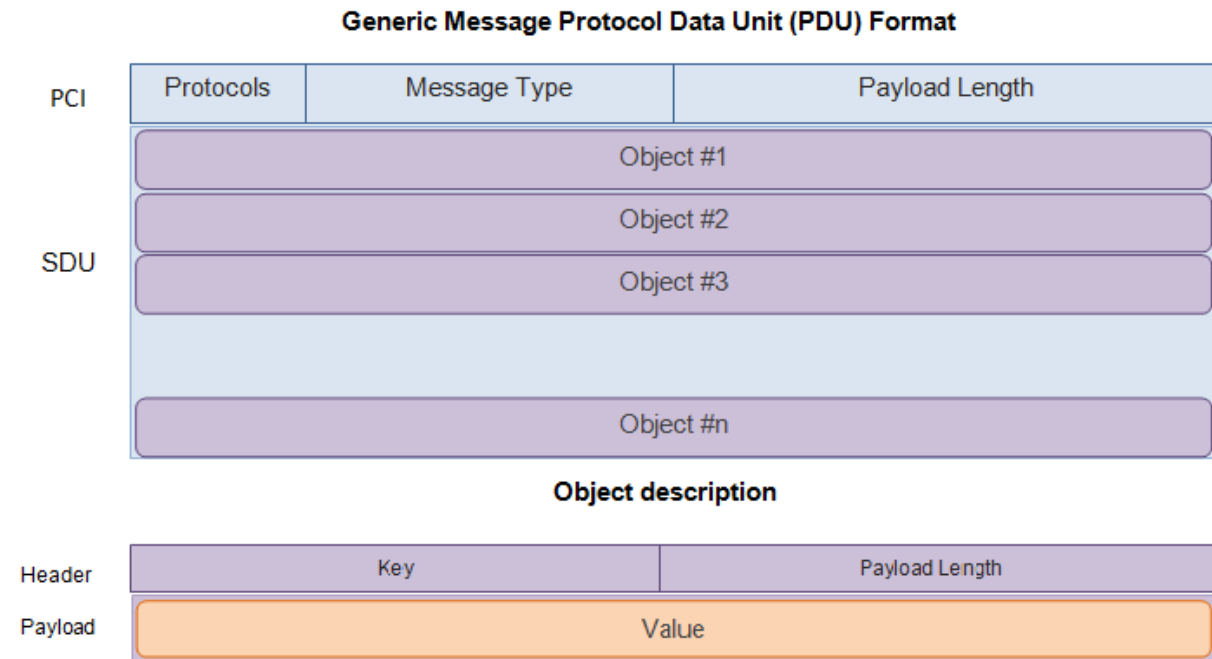 Generic Message Protocol Data Unit (PDU) Format
PCI
Protocols
Message Type
Payload Length
Object #1
Object #2
SDU
Object #3
Object #n
Object description
Header
Key
Payload Length
Payload
Value